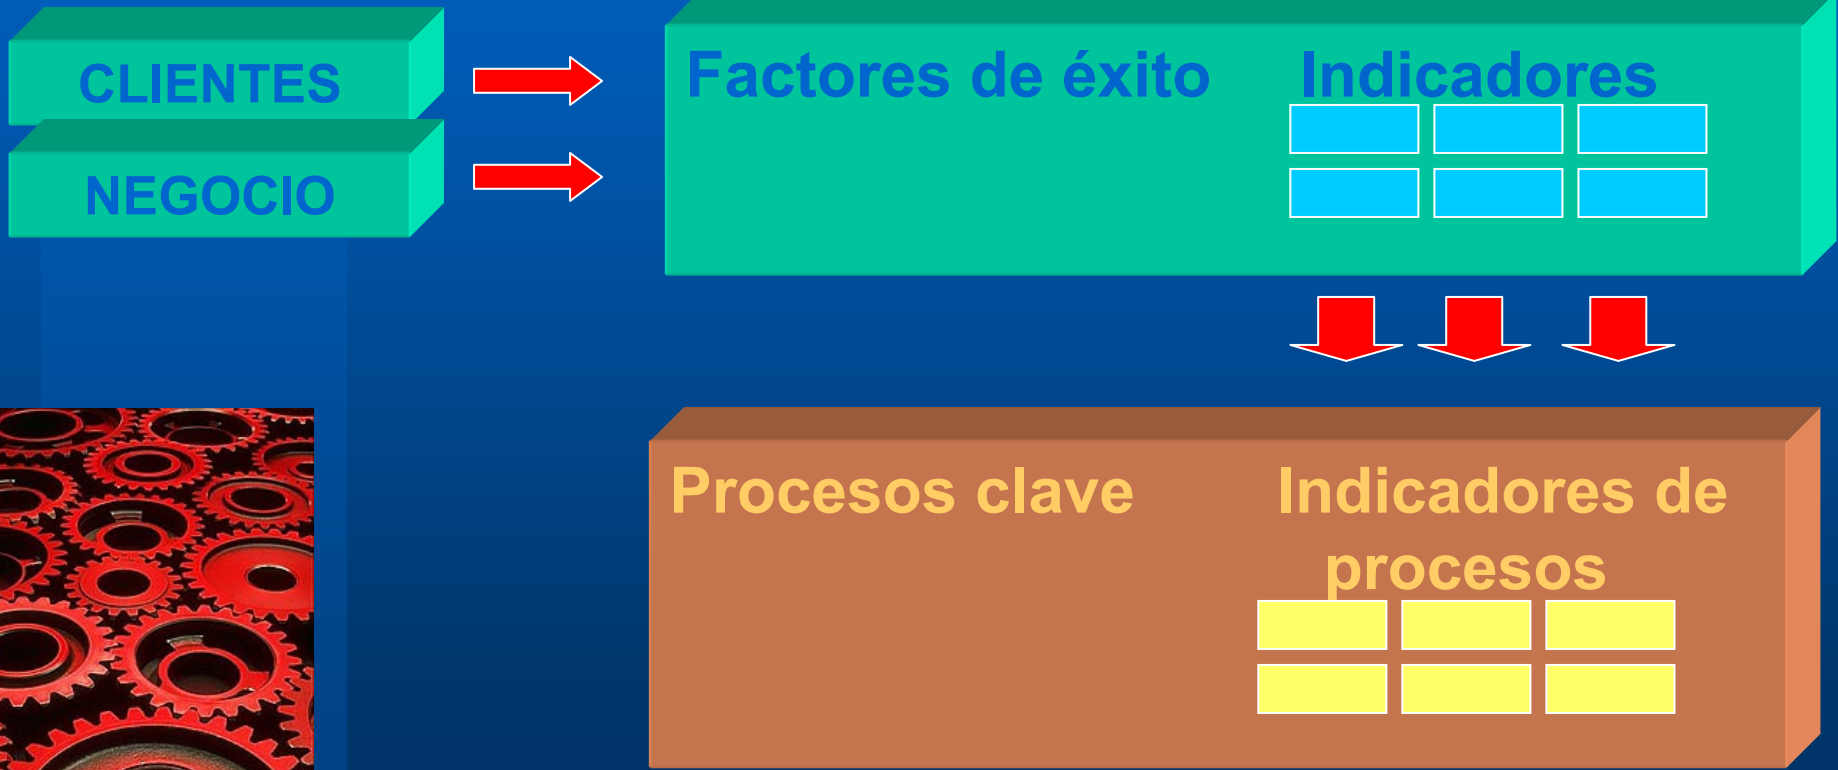 CLIENTES
NEGOCIO
Factores de éxito Indicadores
Procesos clave Indicadores de
procesos